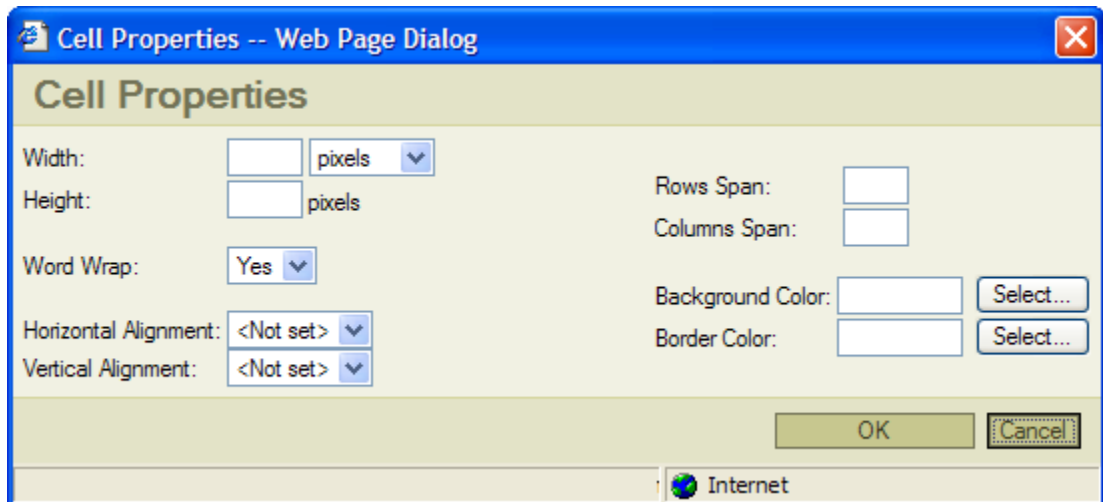 Cell Properties -- Web Page Dialog
Cell Properties
Width: pixels
Height: pixels
Word Wrap: Yes
Horizontal Alignment: <Not set>
Vertical Alignment: <Not set>
Rows Span:
Columns Span:
Background Color: Select...
Border Color: Select...
OK Cancel
Internet